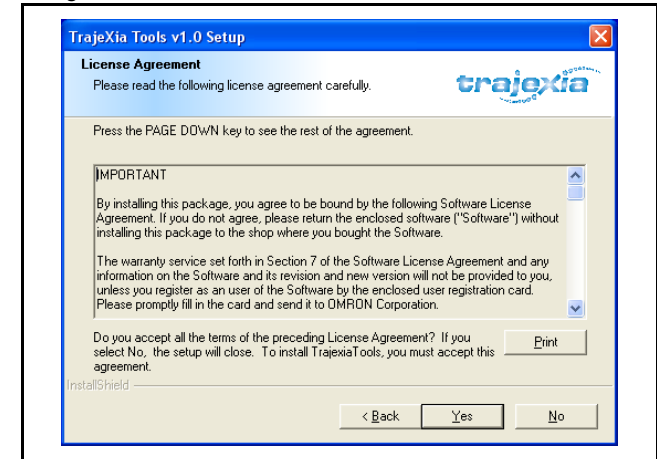 TrajeXia Tools v1.0 Setup
License Agreement
Please read the following license agreement carefully.
trajexia
Press the PAGE DOWN key to see the rest of the agreement.
IMPORTANT
By installing this package, you agree to be bound by the following Software License
Agreement. If you do not agree, please return the enclosed software ("Software") without
installing this package to the shop where you bought the Software.
The warranty service set forth in Section 7 of the Software License Agreement and any
information on the Software and its revision and new version will not be provided to you,
unless you register as an user of the Software by the enclosed user registration card.
Please promptly fill in the card and send it to OMRON Corporation.
Do you accept all the terms of the preceding License Agreement? If you
select No, the setup will close. To install TrajexiaTools, you must accept this
agreement.
Print
InstallShield
< Back
Yes
No